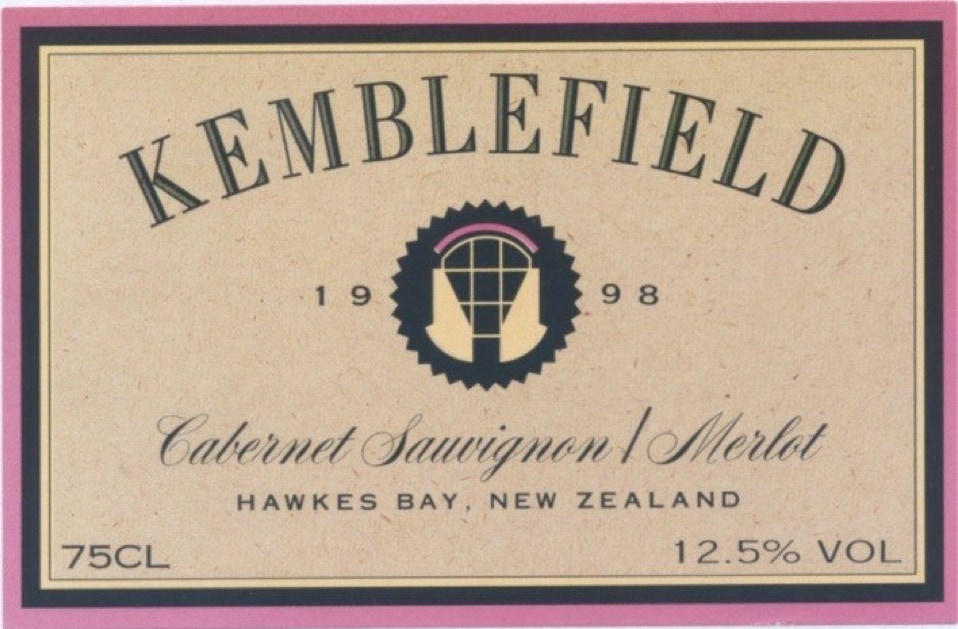 KEMBLEFIELD
19 98
Cabernet Sauvignon / Merlot
HAWKES BAY, NEW ZEALAND
75CL 12.5% VOL